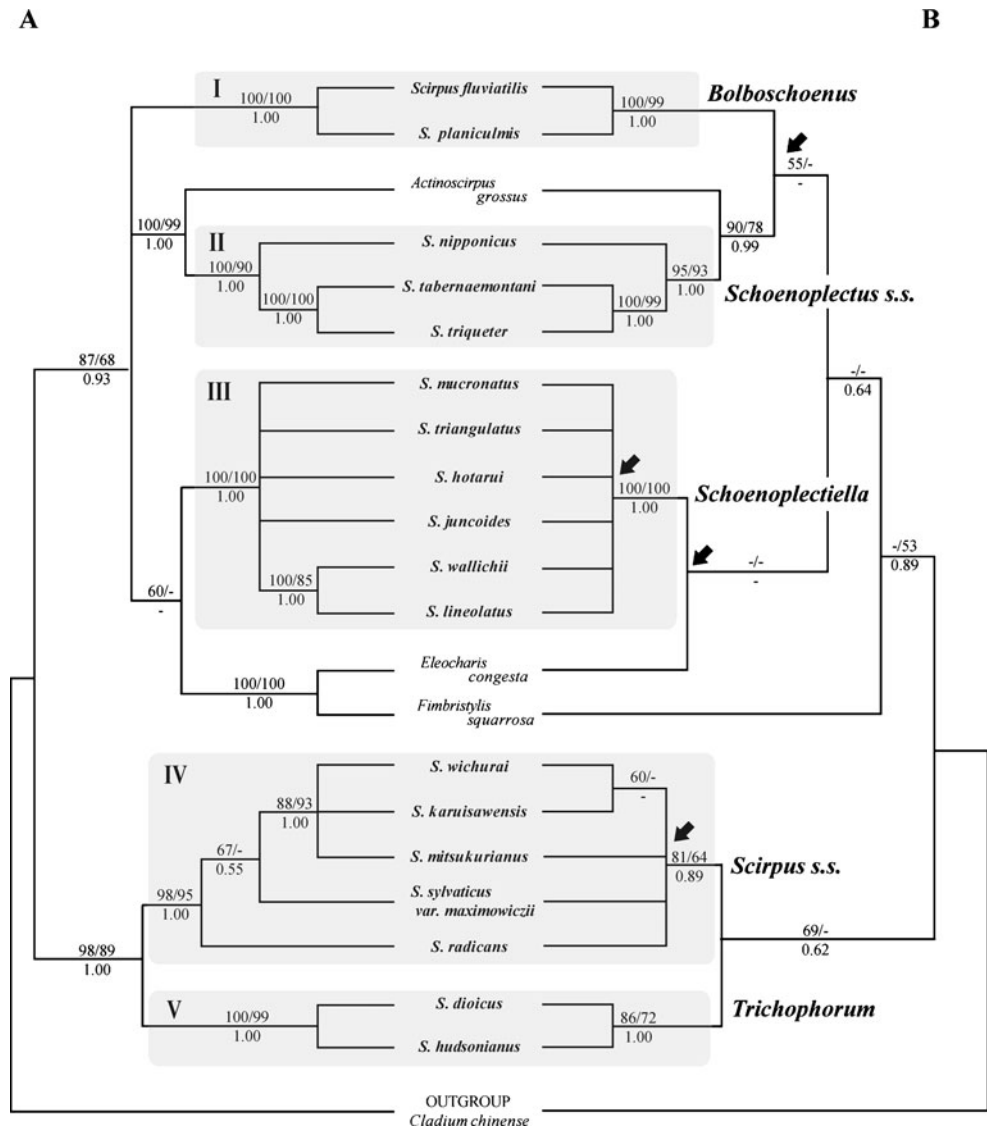 A B
I
100/100
1.00
Scirpus fluviatilis
S. planiculmis
100/99
1.00
Bolboschoenus
55/-
-
Actinoscirpus
grossus
100/99
1.00
90/78
0.99
II
100/90
1.00
100/100
1.00
S. nipponicus
S. tabernaemontani
S. triqueter
95/93
1.00
100/99
1.00
Schoenoplectus s.s.
87/68
0.93
-/-
0.64
III
100/100
1.00
S. mucronatus
S. triangulatus
S. hotarui
S. juncoides
S. wallichii
S. lineolatus
100/85
1.00
100/100
1.00
Schoenoplectiella
60/-
-
-/-
-
-/53
0.89
100/100
1.00
Eleocharis
congesta
Fimbristylis
squarrosa
IV
88/93
1.00
67/-
0.55
98/95
1.00
S. wichurai
S. karuisawensis
S. mitsukurianus
S. sylvaticus
var. maximowiczii
S. radicans
60/-
-
81/64
0.89
Scirpus s.s.
98/89
1.00
69/-
0.62
V
100/99
1.00
S. dioicus
S. hudsonianus
86/72
1.00
Trichophorum
OUTGROUP
Cladium chinense